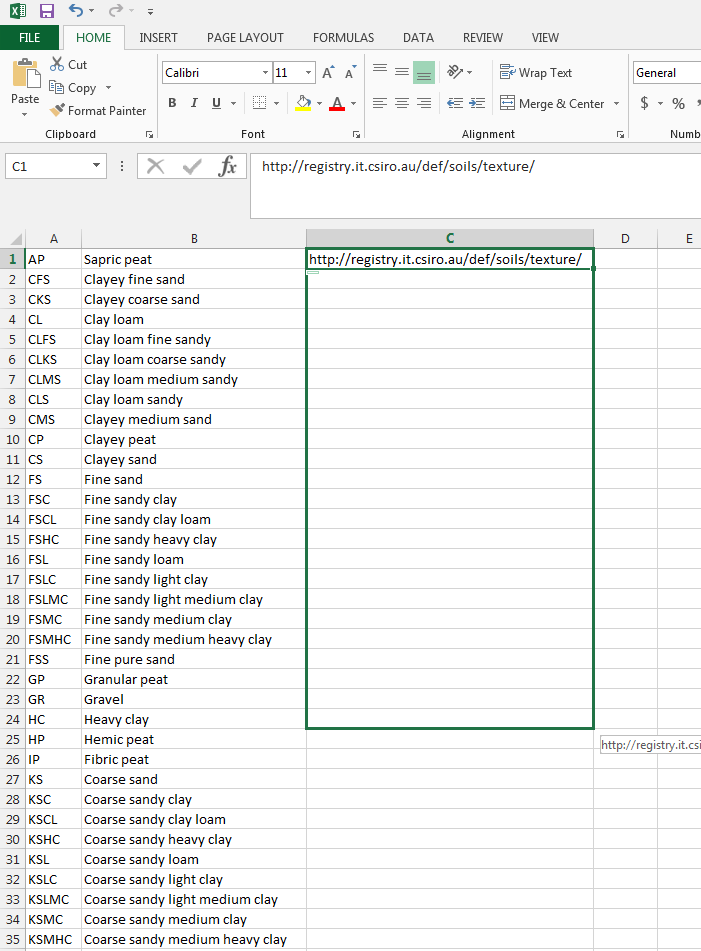 FILE HOME INSERT PAGE LAYOUT FORMULAS DATA REVIEW VIEW
Paste
Cut
Copy
Format Painter
Clipboard
Calibri 11
B I U A
Font
Wrap Text
Merge & Center
Alignment
General
$ %
Numb
C1 fx http://registry.it.csiro.au/def/soils/texture/
A B C D E
1 AP Sapric peat http://registry.it.csiro.au/def/soils/texture/
2 CFS Clayey fine sand
3 CKS Clayey coarse sand
4 CL Clay loam
5 CLFS Clay loam fine sandy
6 CLKS Clay loam coarse sandy
7 CLMS Clay loam medium sandy
8 CLS Clay loam sandy
9 CMS Clayey medium sand
10 CP Clayey peat
11 CS Clayey sand
12 FS Fine sand
13 FSC Fine sandy clay
14 FSCL Fine sandy clay loam
15 FSHC Fine sandy heavy clay
16 FSL Fine sandy loam
17 FSLC Fine sandy light clay
18 FSLMC Fine sandy light medium clay
19 FSMC Fine sandy medium clay
20 FSMHC Fine sandy medium heavy clay
21 FSS Fine pure sand
22 GP Granular peat
23 GR Gravel
24 HC Heavy clay
25 HP Hemic peat http://registry.it.csi
26 IP Fibric peat
27 KS Coarse sand
28 KSC Coarse sandy clay
29 KSCL Coarse sandy clay loam
30 KSHC Coarse sandy heavy clay
31 KSL Coarse sandy loam
32 KSLC Coarse sandy light clay
33 KSLMC Coarse sandy light medium clay
34 KSMC Coarse sandy medium clay
35 KSMHC Coarse sandy medium heavy clay